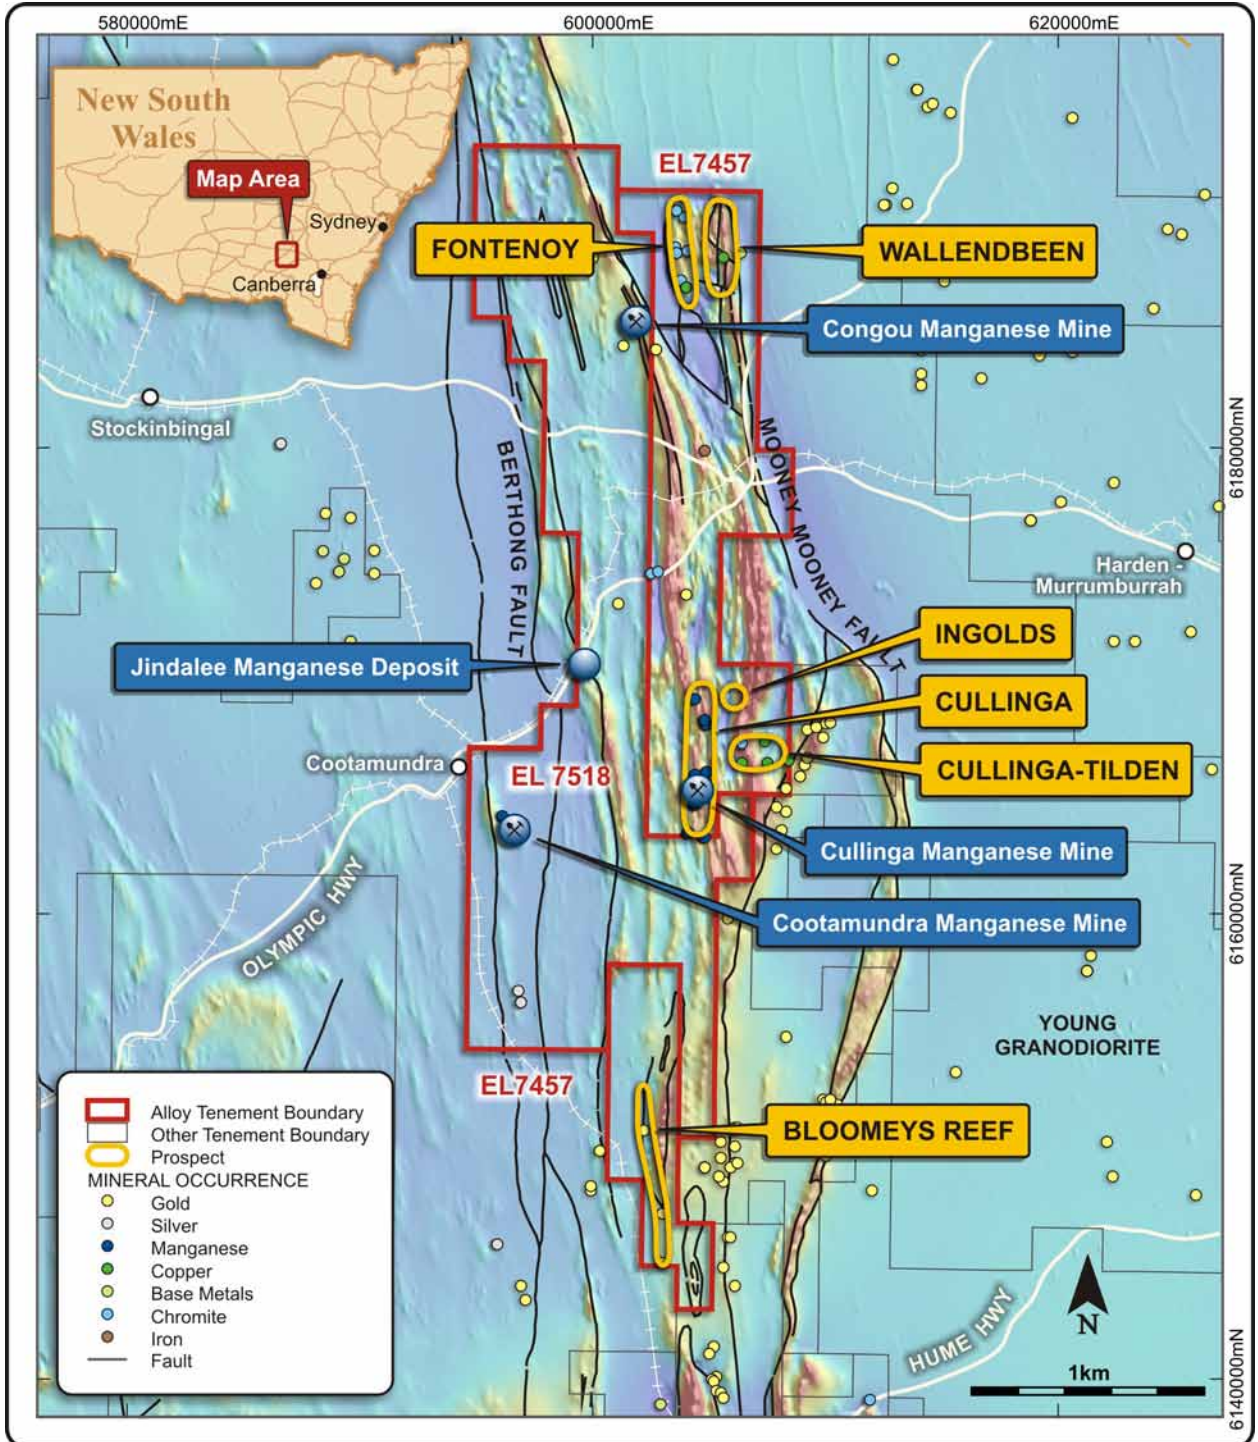 580000mE
600000mE
620000mE
New South
Wales
Map Area
Sydney
Canberra
EL7457
FONTENOY
WALLENDBEEN
Congou Manganese Mine
Stockinbingal
6180000mN
BERTHONG FAULT
MOONEY MOONEY FAULT
Harden -
Murrumburrah
INGOLDS
Jindalee Manganese Deposit
CULLINGA
Cootamundra
EL 7518
CULLINGA-TILDEN
Cullinga Manganese Mine
Cootamundra Manganese Mine
OLYMPIC HWY
6160000mN
YOUNG
GRANODIORITE
EL7457
BLOOMEYS REEF
Alloy Tenement Boundary
Other Tenement Boundary
Prospect
MINERAL OCCURRENCE
Gold
Silver
Manganese
Copper
Base Metals
Chromite
Iron
Fault
HUME HWY
N
1km
6140000mN